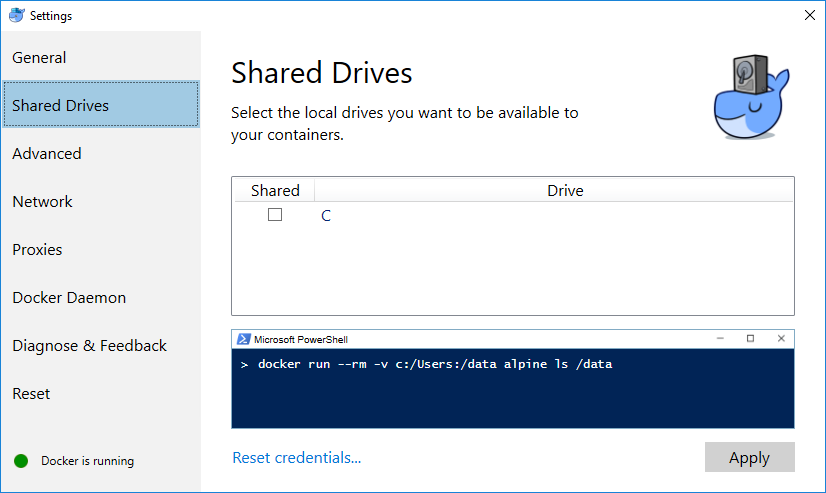 Settings
General
Shared Drives
Advanced
Network
Proxies
Docker Daemon
Diagnose & Feedback
Reset
Docker is running
Shared Drives
Select the local drives you want to be available to
your containers.
Shared Drive
C
Microsoft PowerShell
> docker run --rm -v c:/Users:/data alpine ls /data
Reset credentials...
Apply